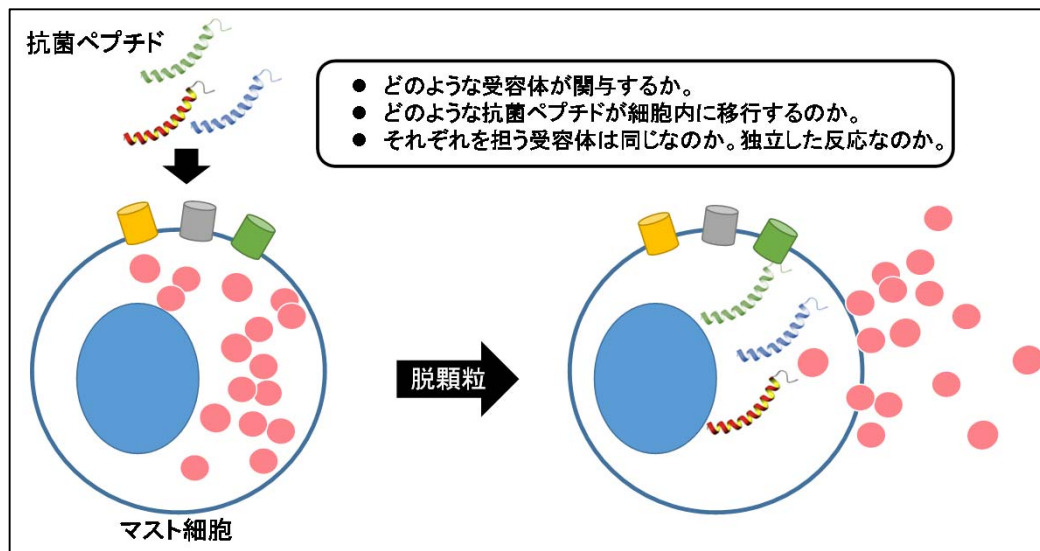 抗菌ペプチド
● どのような受容体が関与するか。
● どのような抗菌ペプチドが細胞内に移行するのか。
● それぞれを担う受容体は同じなのか。独立した反応なのか。
脱顆粒
マスト細胞